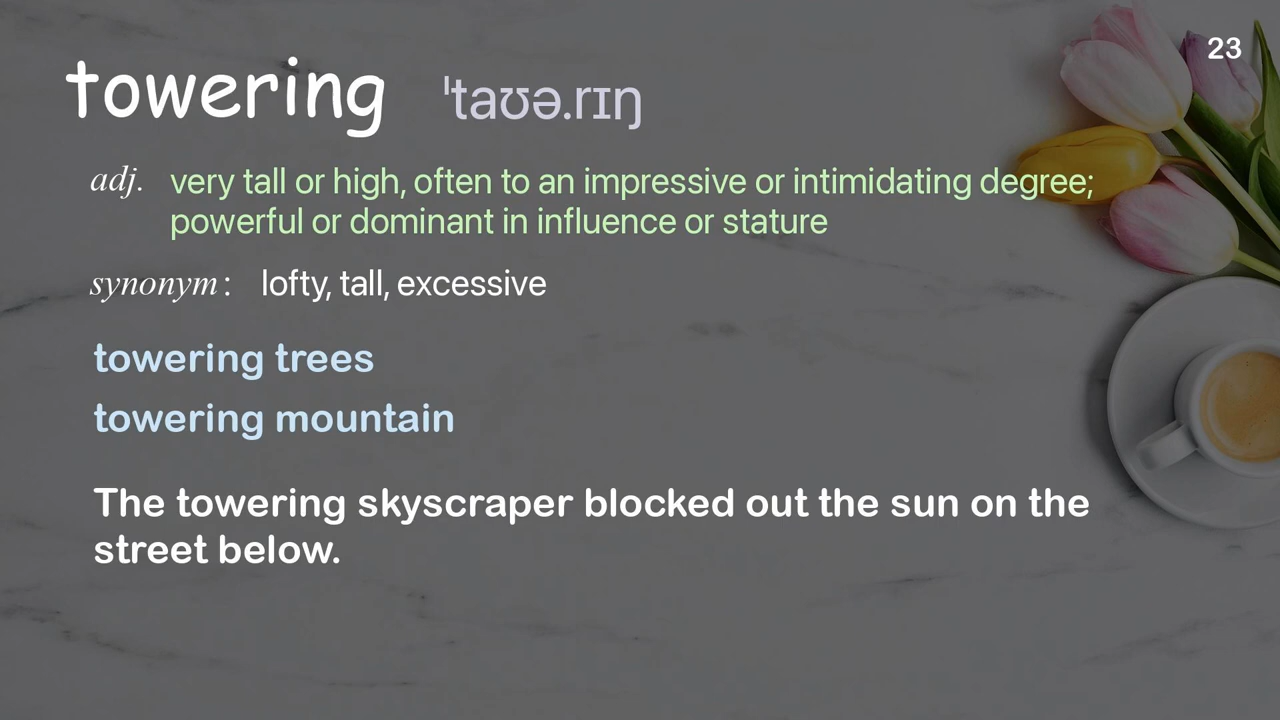 23
towering ˈtaʊə.rɪŋ
adj. very tall or high, often to an impressive or intimidating degree;
powerful or dominant in influence or stature
synonym : lofty, tall, excessive
towering trees
towering mountain
The towering skyscraper blocked out the sun on the
street below.